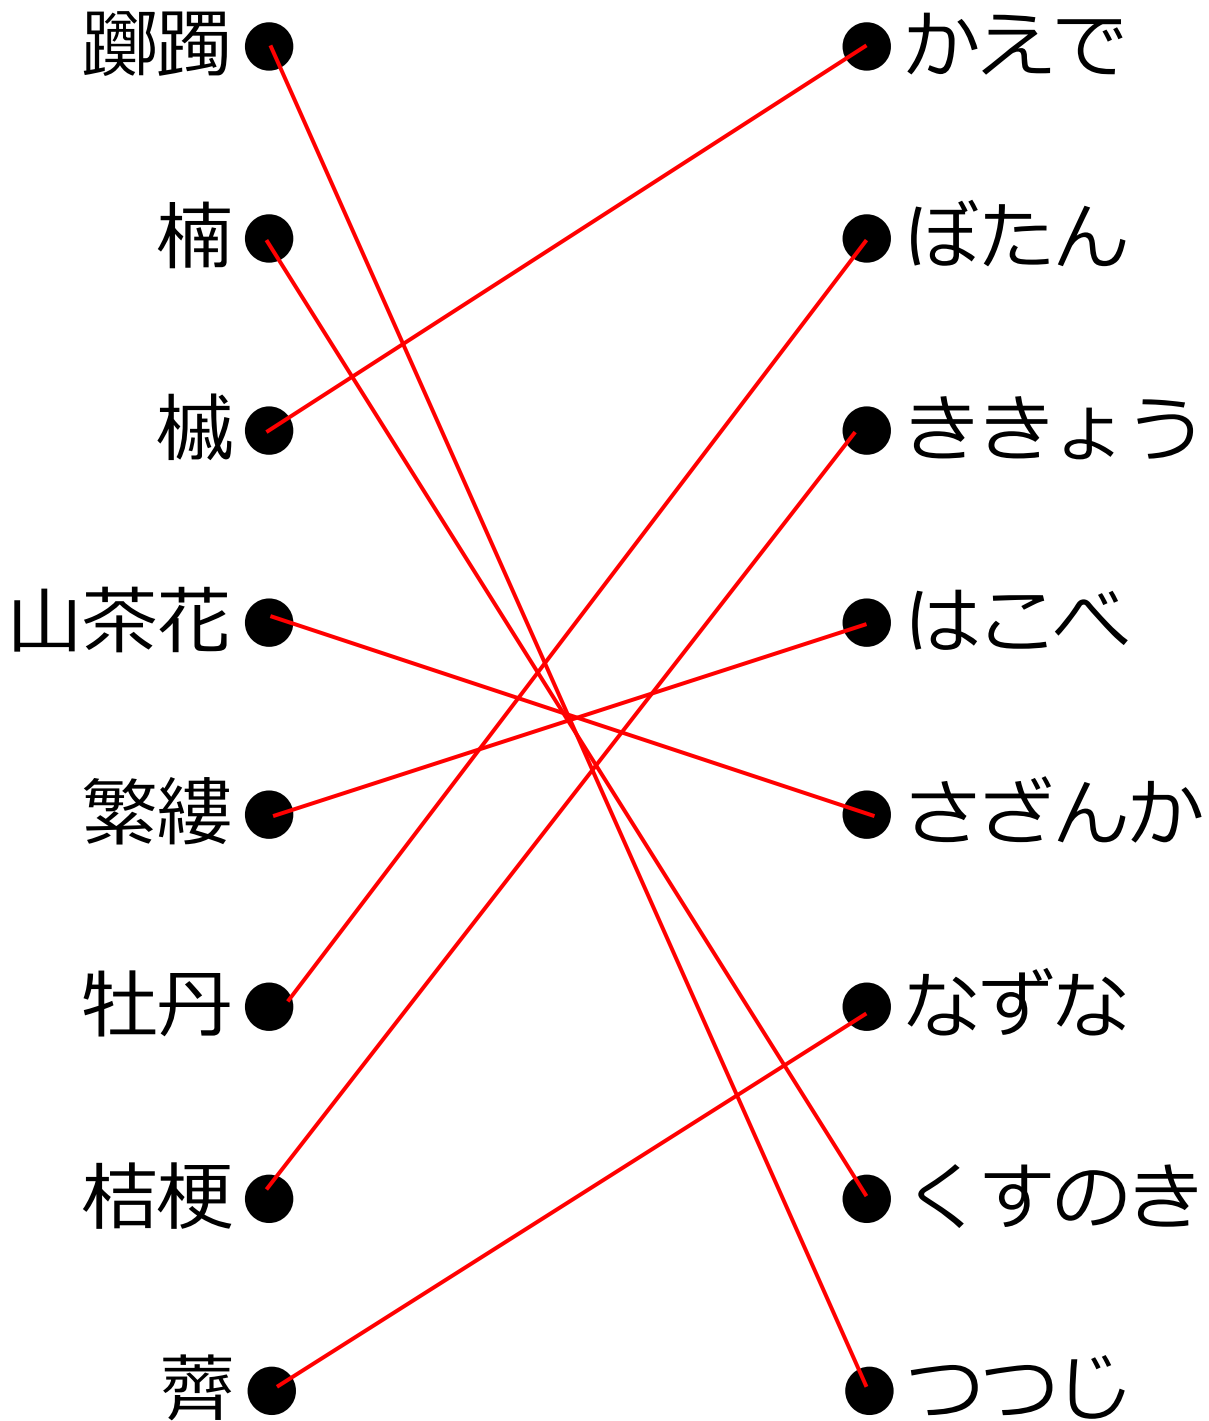 躑躅 かえで
楠 ぼたん
槭 ききょう
山茶花 はこべ
繁縷 さざんか
牡丹 なずな
桔梗 くすのき
薺 つつじ